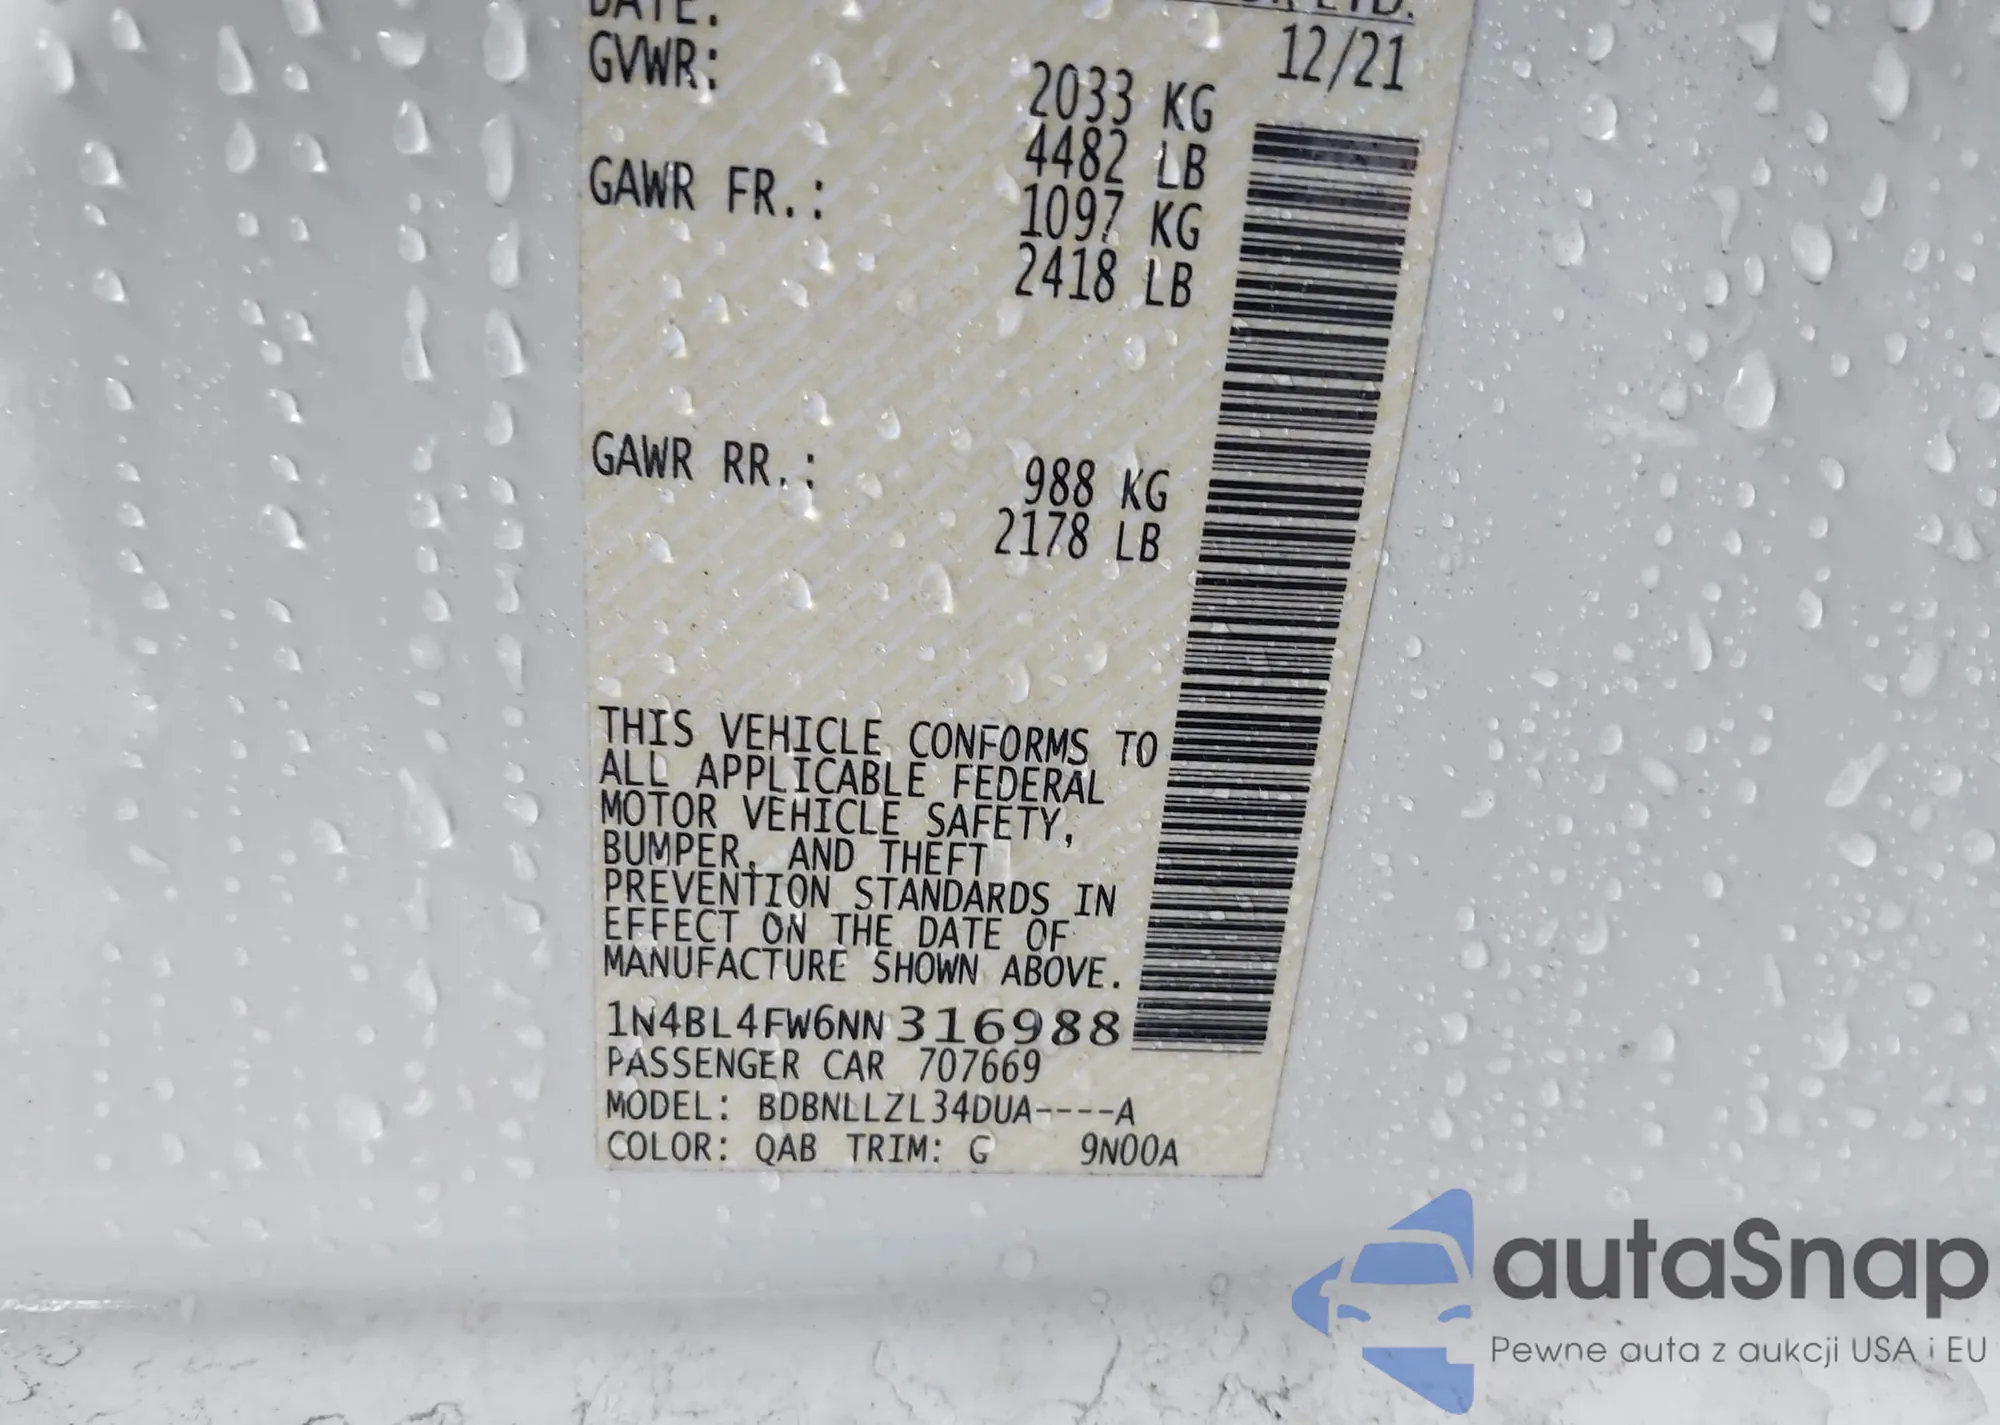 DATE:
LTD.
12/21
GVWR:
2033 KG
4482 LB
GAWR FR.:
1097 KG
2418 LB
GAWR RR.:
988 KG
2178 LB
THIS VEHICLE CONFORMS TO
ALL APPLICABLE FEDERAL
MOTOR VEHICLE SAFETY,
BUMPER, AND THEFT
PREVENTION STANDARDS IN
EFFECT ON THE DATE OF
MANUFACTURE SHOWN ABOVE.
1N4BL4FW6NN316988
PASSENGER CAR 707669
MODEL: BDBNLLZL34DUA----A
COLOR: QAB TRIM: G 9N00A
autaSnap
Pewne auta z aukcji USA i EU